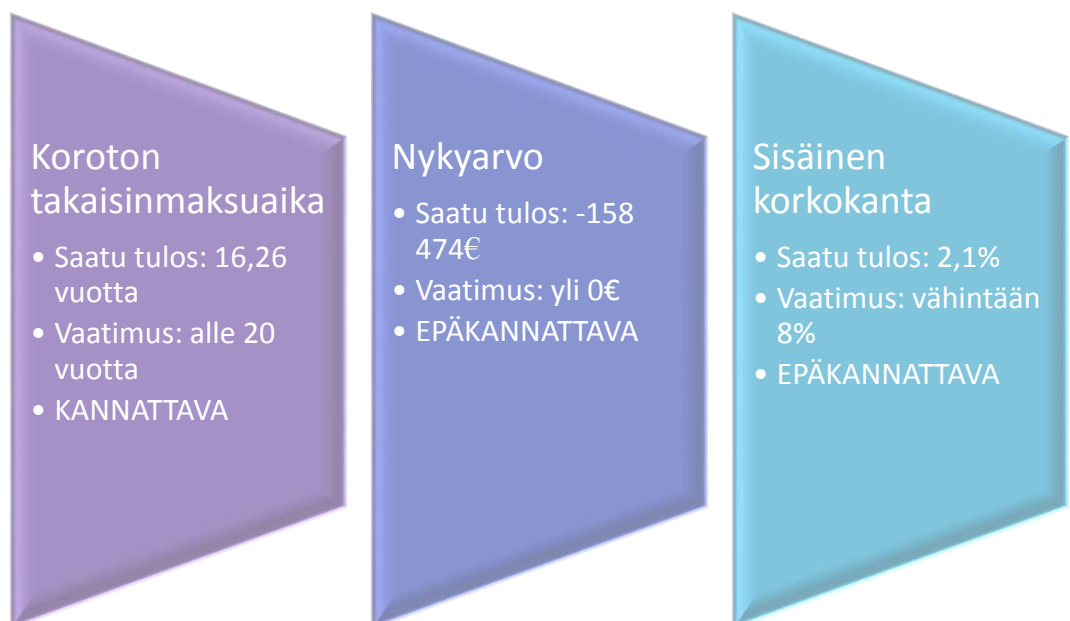 Koroton
takaisinmaksuaika
• Saatu tulos: 16,26
vuotta
• Vaatimus: alle 20
vuotta
• KANNATTAVA
Nykyarvo
• Saatu tulos: -158
474€
• Vaatimus: yli 0€
• EPÄKANNATTAVA
Sisäinen
korkokanta
• Saatu tulos: 2,1%
• Vaatimus: vähintään
8%
• EPÄKANNATTAVA